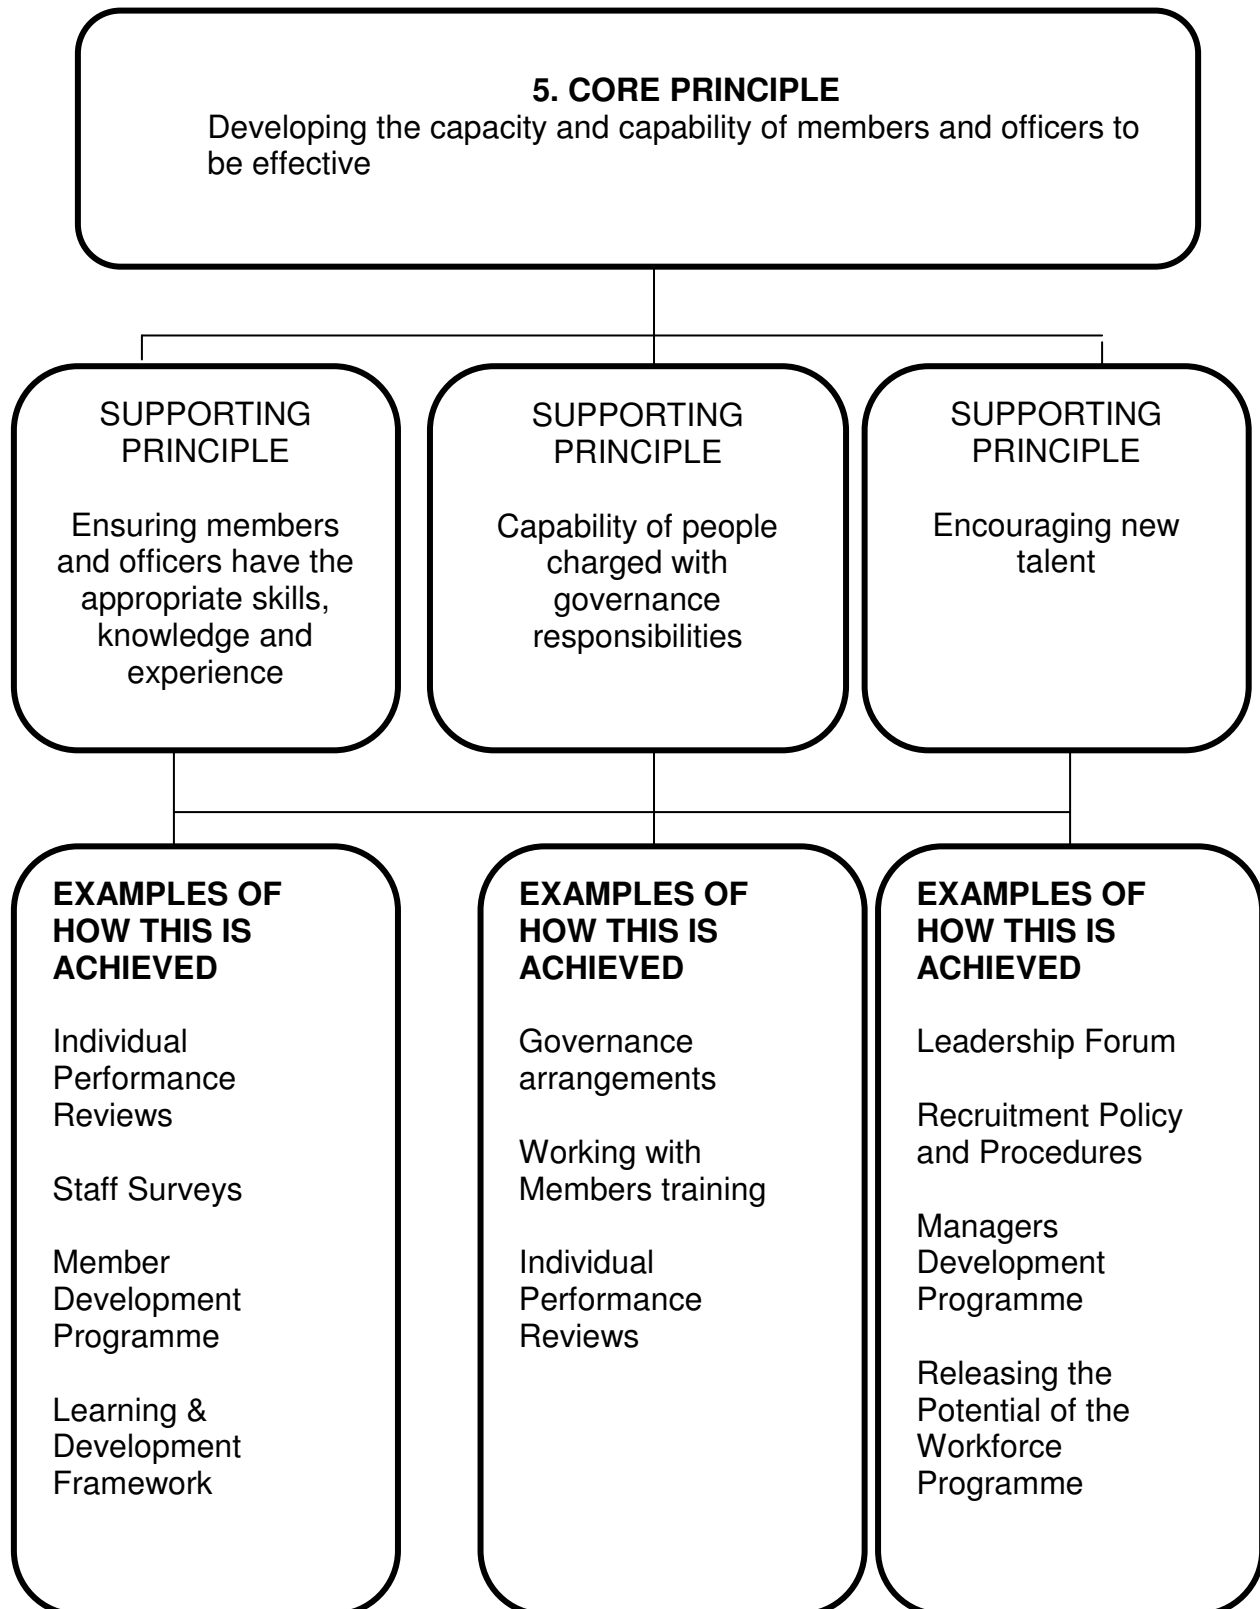 5. CORE PRINCIPLE
Developing the capacity and capability of members and officers to
be effective
SUPPORTING
PRINCIPLE
Ensuring members
and officers have the
appropriate skills,
knowledge and
experience
SUPPORTING
PRINCIPLE
Capability of people
charged with
governance
responsibilities
SUPPORTING
PRINCIPLE
Encouraging new
talent
EXAMPLES OF
HOW THIS IS
ACHIEVED
Individual
Performance
Reviews
Staff Surveys
Member
Development
Programme
Learning &
Development
Framework
EXAMPLES OF
HOW THIS IS
ACHIEVED
Governance
arrangements
Working with
Members training
Individual
Performance
Reviews
EXAMPLES OF
HOW THIS IS
ACHIEVED
Leadership Forum
Recruitment Policy
and Procedures
Managers
Development
Programme
Releasing the
Potential of the
Workforce
Programme